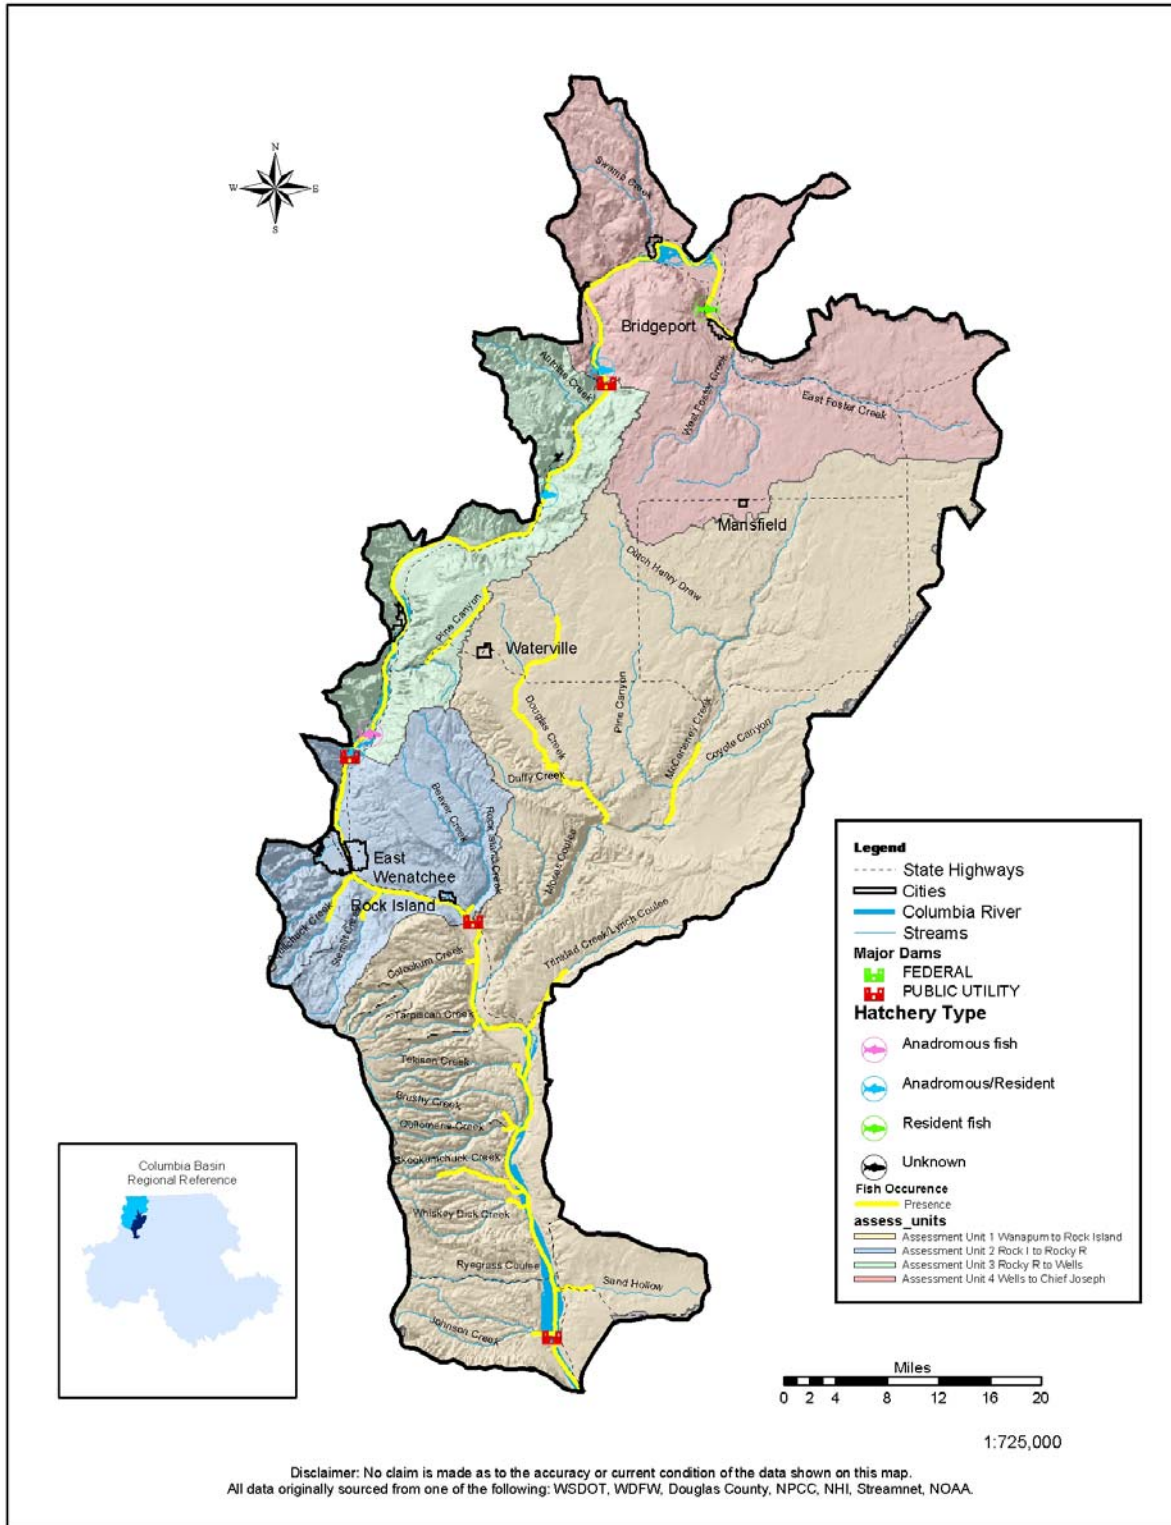 N
W
E
S
Swamp Creek
Bridgeport
Antoine Creek
West Foster Creek
East Foster Creek
Mansfield
Dutch Henry Draw
Pine Canyon
Waterville
Douglas Creek
Pine Canyon
McCarteney Creek
Coyote Canyon
Duffy Creek
Beaver Creek
Rock Island Creek
Moses Coulee
East
Wenatchee
Rock Island
Stemilt Creek
Trinidad Creek/Lynch Coulee
Colockum Creek
Tarpiscan Creek
Tekison Creek
Brushy Creek
Quilomene Creek
Skookumchuck Creek
Whiskey Dick Creek
Ryegrass Coulee
Sand Hollow
Johnson Creek
Legend
State Highways
Cities
Columbia River
Streams
Major Dams
FEDERAL
PUBLIC UTILITY
Hatchery Type
Anadromous fish
Anadromous/Resident
Resident fish
Unknown
Fish Occurence
Presence
assess_units
Assessment Unit 1 Wanapum to Rock Island
Assessment Unit 2 Rock I to Rocky R
Assessment Unit 3 Rocky R to Wells
Assessment Unit 4 Wells to Chief Joseph
Columbia Basin
Regional Reference
Miles
0 2 4 8 12 16 20
1:725,000
Disclaimer: No claim is made as to the accuracy or current condition of the data shown on this map.
All data originally sourced from one of the following: WSDOT, WDFW, Douglas County, NPCC, NHI, Streamnet, NOAA.